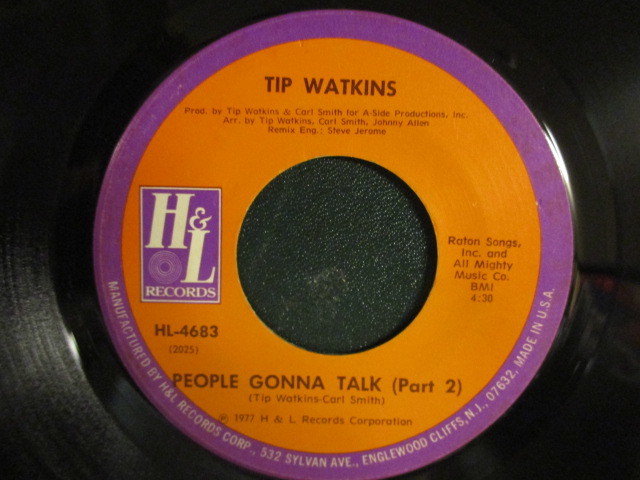 TIP WATKINS
Prod. by Tip Watkins & Carl Smith for A-Side Productions, Inc.
Arr. by Tip Watkins, Carl Smith, Johnny Allen
Remix Eng.: Steve Jerome
H&L
RECORDS
Raton Songs,
Inc. and
All Mighty
Music Co.
BMI
4:30
HL-4683
(2025)
PEOPLE GONNA TALK (Part 2)
(Tip Watkins-Carl Smith)
℗ 1977 H & L Records Corporation
MANUFACTURED BY H&L RECORDS CORP., 532 SYLVAN AVE., ENGLEWOOD CLIFFS, N.J., 07632, MADE IN U.S.A.